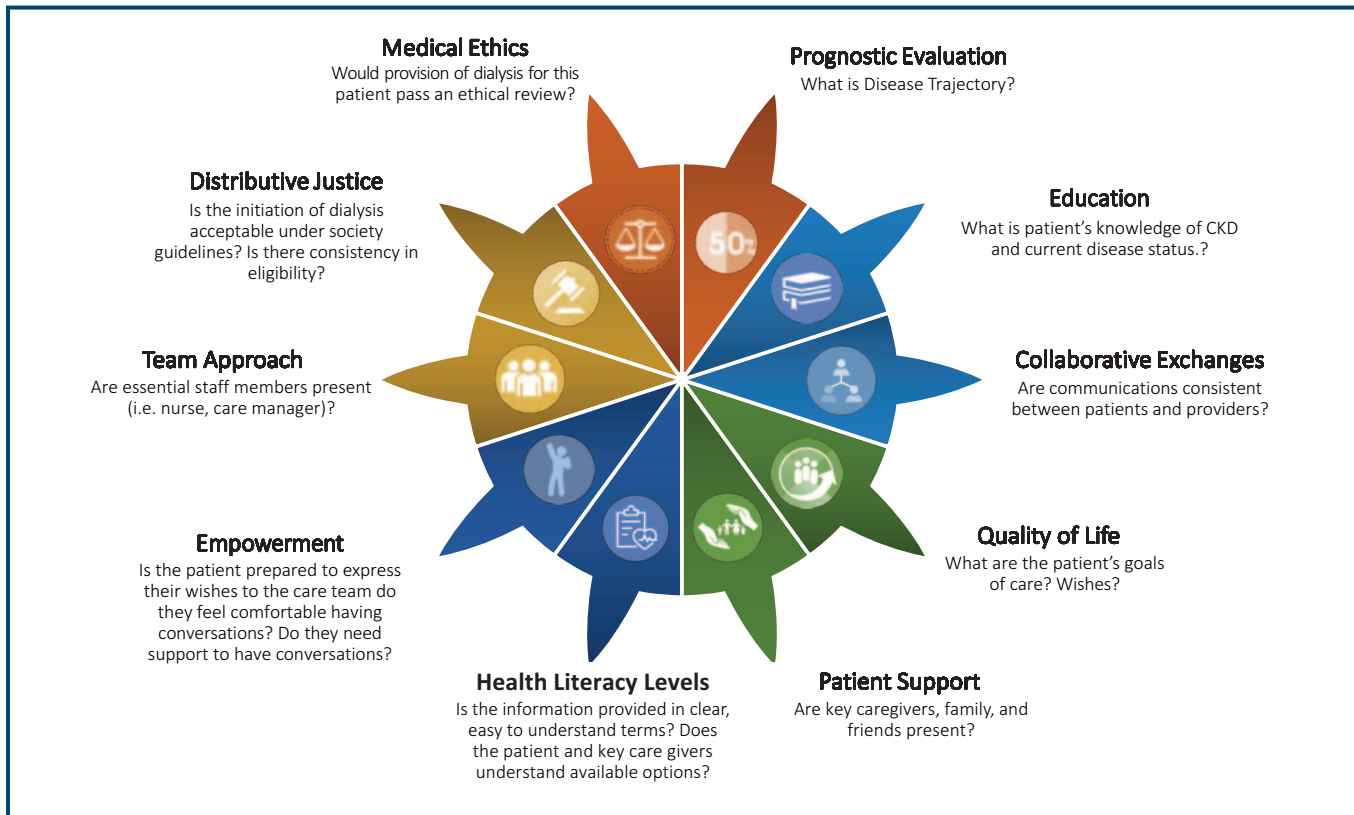 Medical Ethics
Would provision of dialysis for this
patient pass an ethical review?
Prognostic Evaluation
What is Disease Trajectory?
Distributive Justice
Is the initiation of dialysis
acceptable under society
guidelines? Is there consistency in
eligibility?
Education
What is patient’s knowledge of CKD
and current disease status.?
Team Approach
Are essential staff members present
(i.e. nurse, care manager)?
Collaborative Exchanges
Are communications consistent
between patients and providers?
Empowerment
Is the patient prepared to express
their wishes to the care team do
they feel comfortable having
conversations? Do they need
support to have conversations?
Quality of Life
What are the patient’s goals
of care? Wishes?
Health Literacy Levels
Is the information provided in clear,
easy to understand terms? Does
the patient and key care givers
understand available options?
Patient Support
Are key caregivers, family, and
friends present?
50